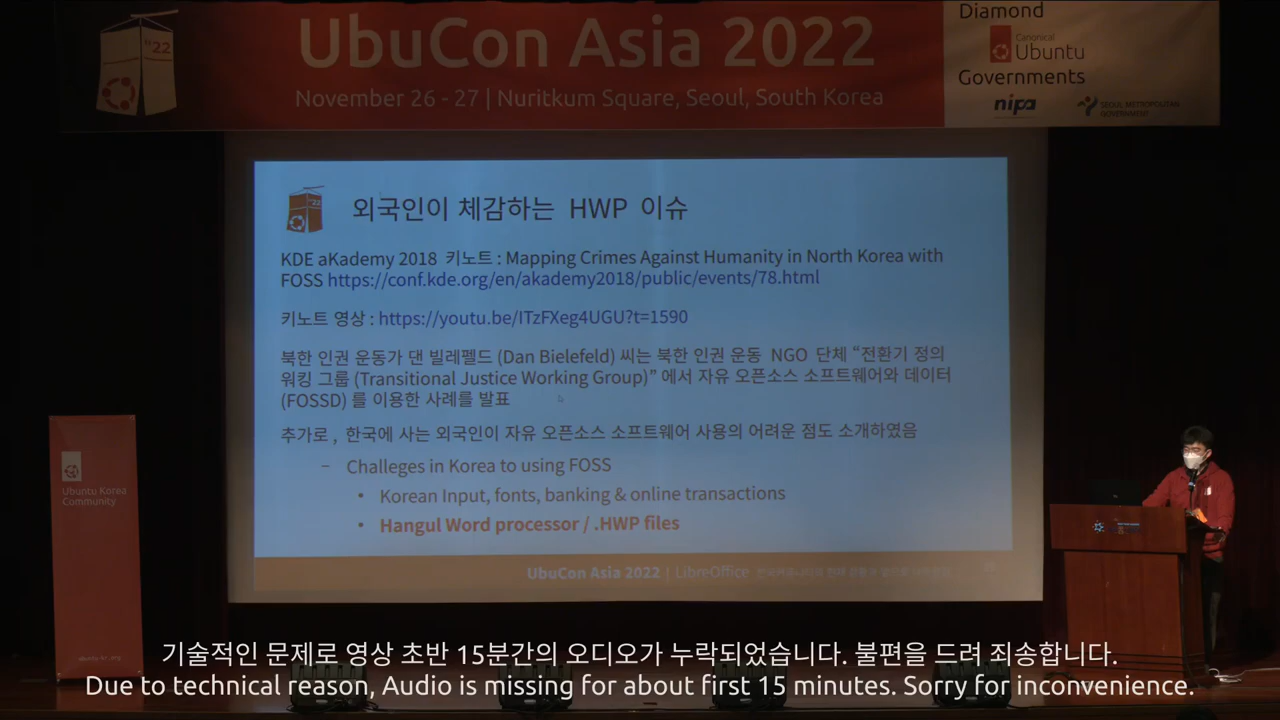 UbuCon Asia 2022
November 26 - 27 | Nuritkum Square, Seoul, South Korea
Diamond
Canonical
Ubuntu
Governments
nipa
SEOUL METROPOLITAN
GOVERNMENT
'22
'22
외국인이 체감하는 HWP 이슈
KDE aKademy 2018 키노트 : Mapping Crimes Against Humanity in North Korea with
FOSS https://conf.kde.org/en/akademy2018/public/events/78.html
키노트 영상 : https://youtu.be/ITzFXeg4UGU?t=1590
북한 인권 운동가 댄 빌레펠드 (Dan Bielefeld) 씨는 북한 인권 운동 NGO 단체 “전환기 정의
워킹 그룹 (Transitional Justice Working Group)” 에서 자유 오픈소스 소프트웨어와 데이터
(FOSSD) 를 이용한 사례를 발표
추가로 , 한국에 사는 외국인이 자유 오픈소스 소프트웨어 사용의 어려운 점도 소개하였음
– Challeges in Korea to using FOSS
• Korean Input, fonts, banking & online transactions
• Hangul Word processor / .HWP files
UbuCon Asia 2022 | LibreOffice
Ubuntu Korea
Community
기술적인 문제로 영상 초반 15분간의 오디오가 누락되었습니다. 불편을 드려 죄송합니다.
Due to technical reason, Audio is missing for about first 15 minutes. Sorry for inconvenience.